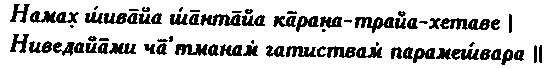 Намах̣ ш́ива̄йа ш́а̄нта̄йа ка̄ран̣а-трайа-хетаве |
Ниведайа̄ми ча̄’тманам̇ гатиствам̇ парамеш́вара ||